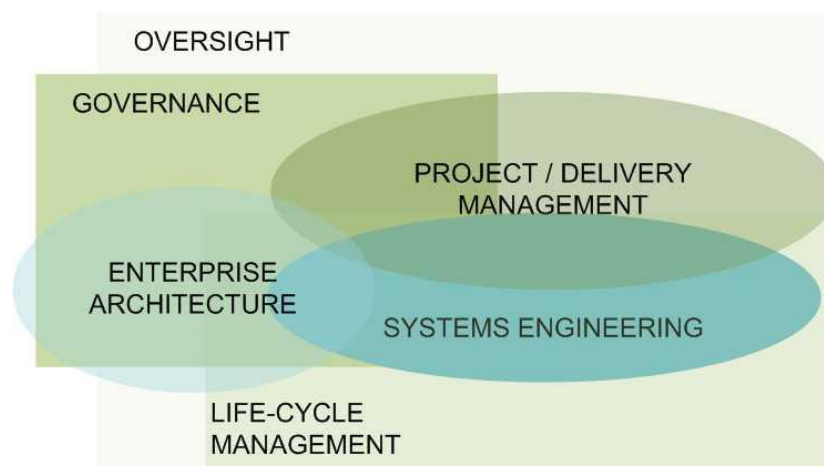 OVERSIGHT
GOVERNANCE
PROJECT / DELIVERY
MANAGEMENT
ENTERPRISE
ARCHITECTURE
SYSTEMS ENGINEERING
LIFE-CYCLE
MANAGEMENT